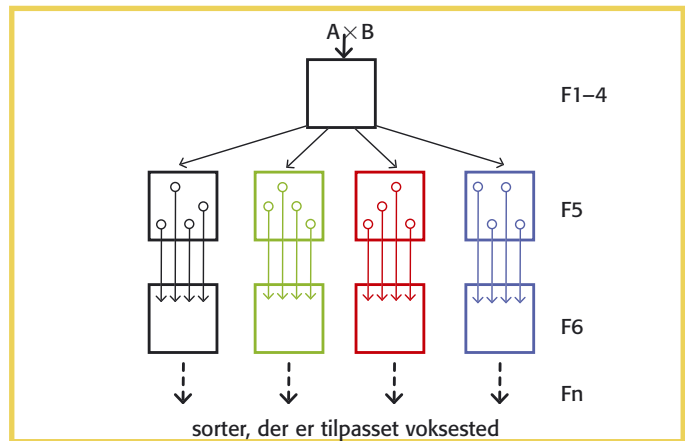 A×B
F1–4
F5
F6
Fn
sorter, der er tilpasset voksested